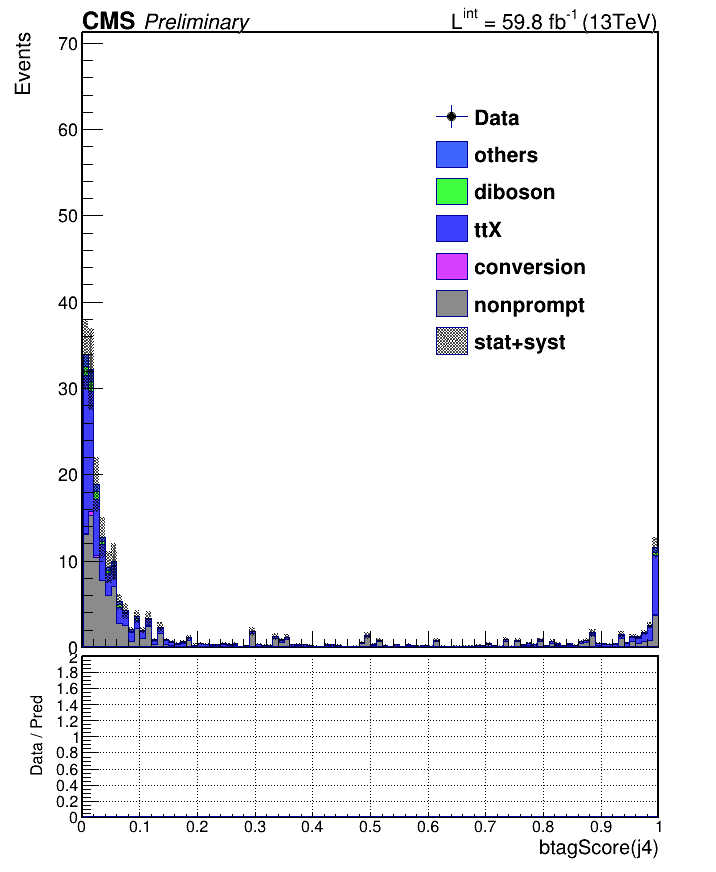 CMS Preliminary L^int = 59.8 fb^-1 (13TeV)
Events
70
60
50
40
30
20
10
0
Data
others
diboson
ttX
conversion
nonprompt
stat+syst
Data / Pred
2
1.8
1.6
1.4
1.2
1
0.8
0.6
0.4
0.2
0
0 0.1 0.2 0.3 0.4 0.5 0.6 0.7 0.8 0.9 1
btagScore(j4)